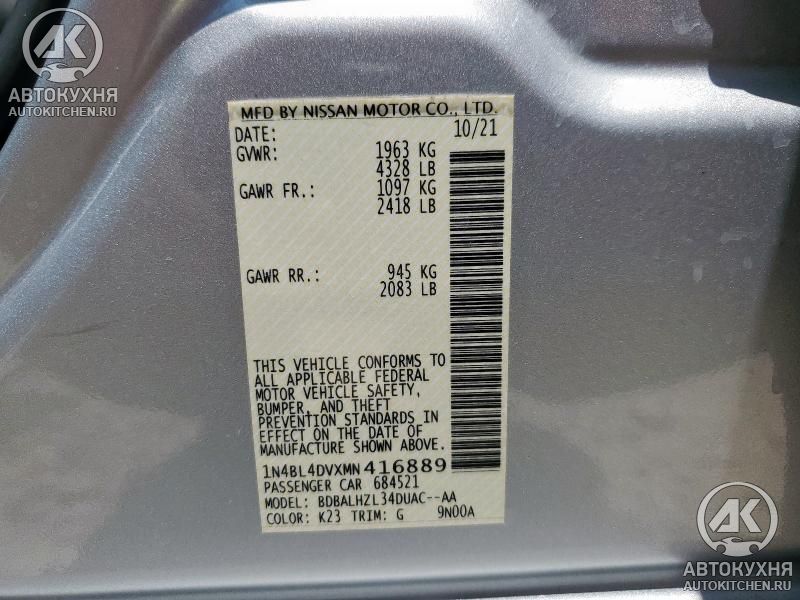 AK
АВТОКУХНЯ
AUTOKITCHEN.RU
MFD BY NISSAN MOTOR CO., LTD.
DATE: 10/21
GVWR: 1963 KG
4328 LB
GAWR FR.: 1097 KG
2418 LB
GAWR RR.: 945 KG
2083 LB
THIS VEHICLE CONFORMS TO
ALL APPLICABLE FEDERAL
MOTOR VEHICLE SAFETY,
BUMPER, AND THEFT
PREVENTION STANDARDS IN
EFFECT ON THE DATE OF
MANUFACTURE SHOWN ABOVE.
1N4BL4DVXMN416889
PASSENGER CAR 684521
MODEL: BDBALHZL34DUAC--AA
COLOR: K23 TRIM: G 9N00A
AK
АВТОКУХНЯ
AUTOKITCHEN.RU